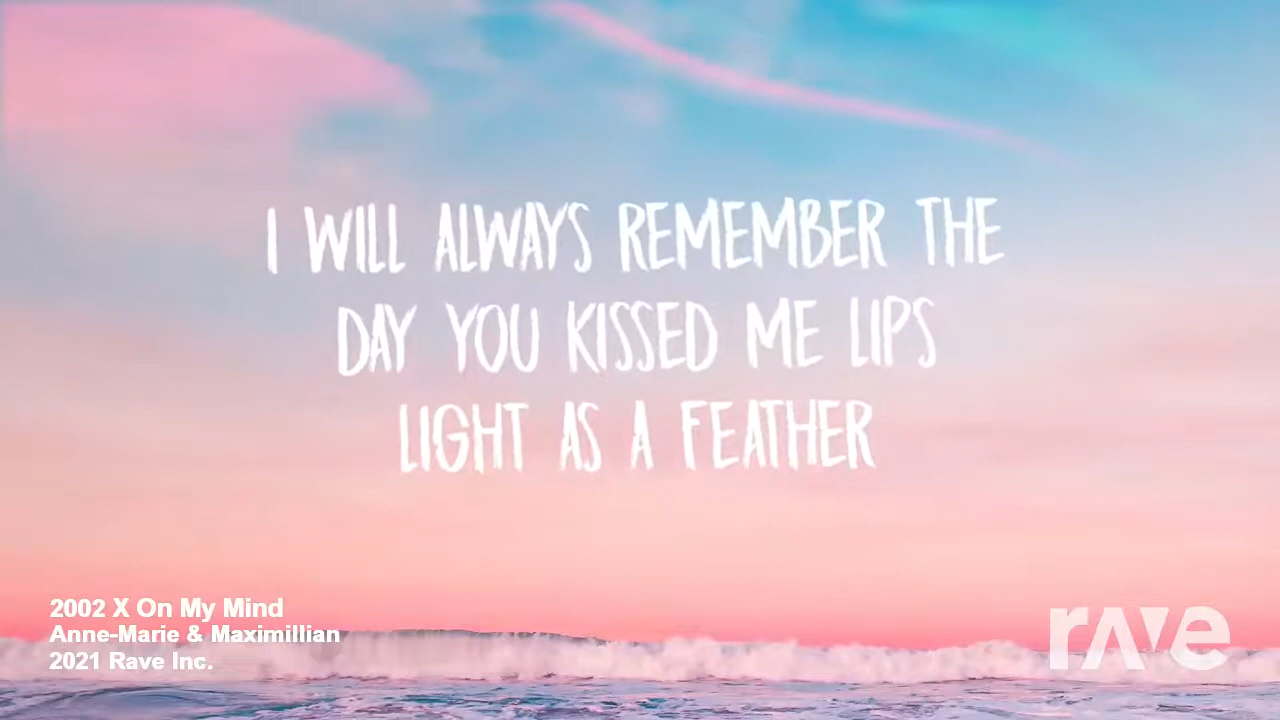 I WILL ALWAYS REMEMBER THE
DAY YOU KISSED ME LIPS
LIGHT AS A FEATHER
2002 X On My Mind
Anne-Marie & Maximillian
2021 Rave Inc.
rave